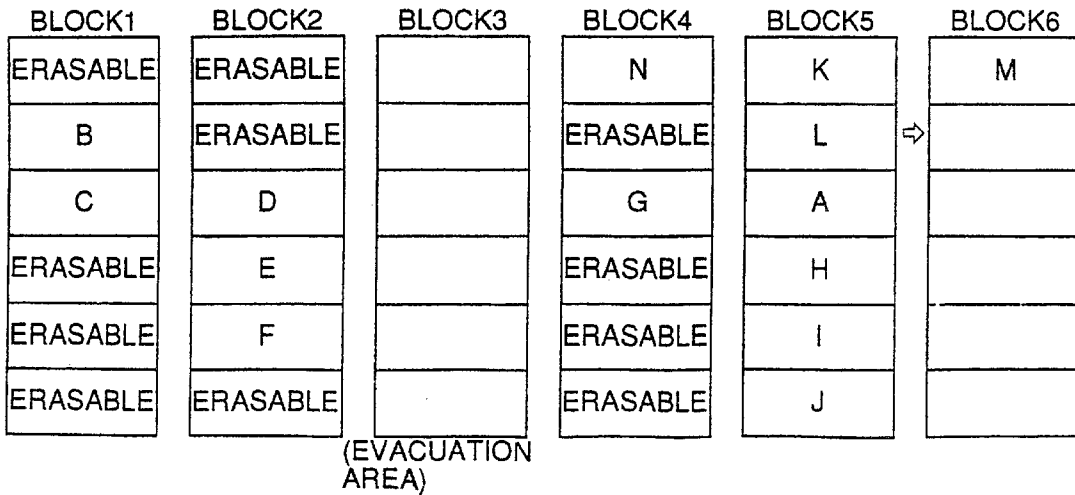 BLOCK1 BLOCK2 BLOCK3 BLOCK4 BLOCK5 BLOCK6
ERASABLE ERASABLE N K M
B ERASABLE ERASABLE L ⇨
C D G A
ERASABLE E ERASABLE H
ERASABLE F ERASABLE I
ERASABLE ERASABLE ERASABLE J
(EVACUATION
AREA)